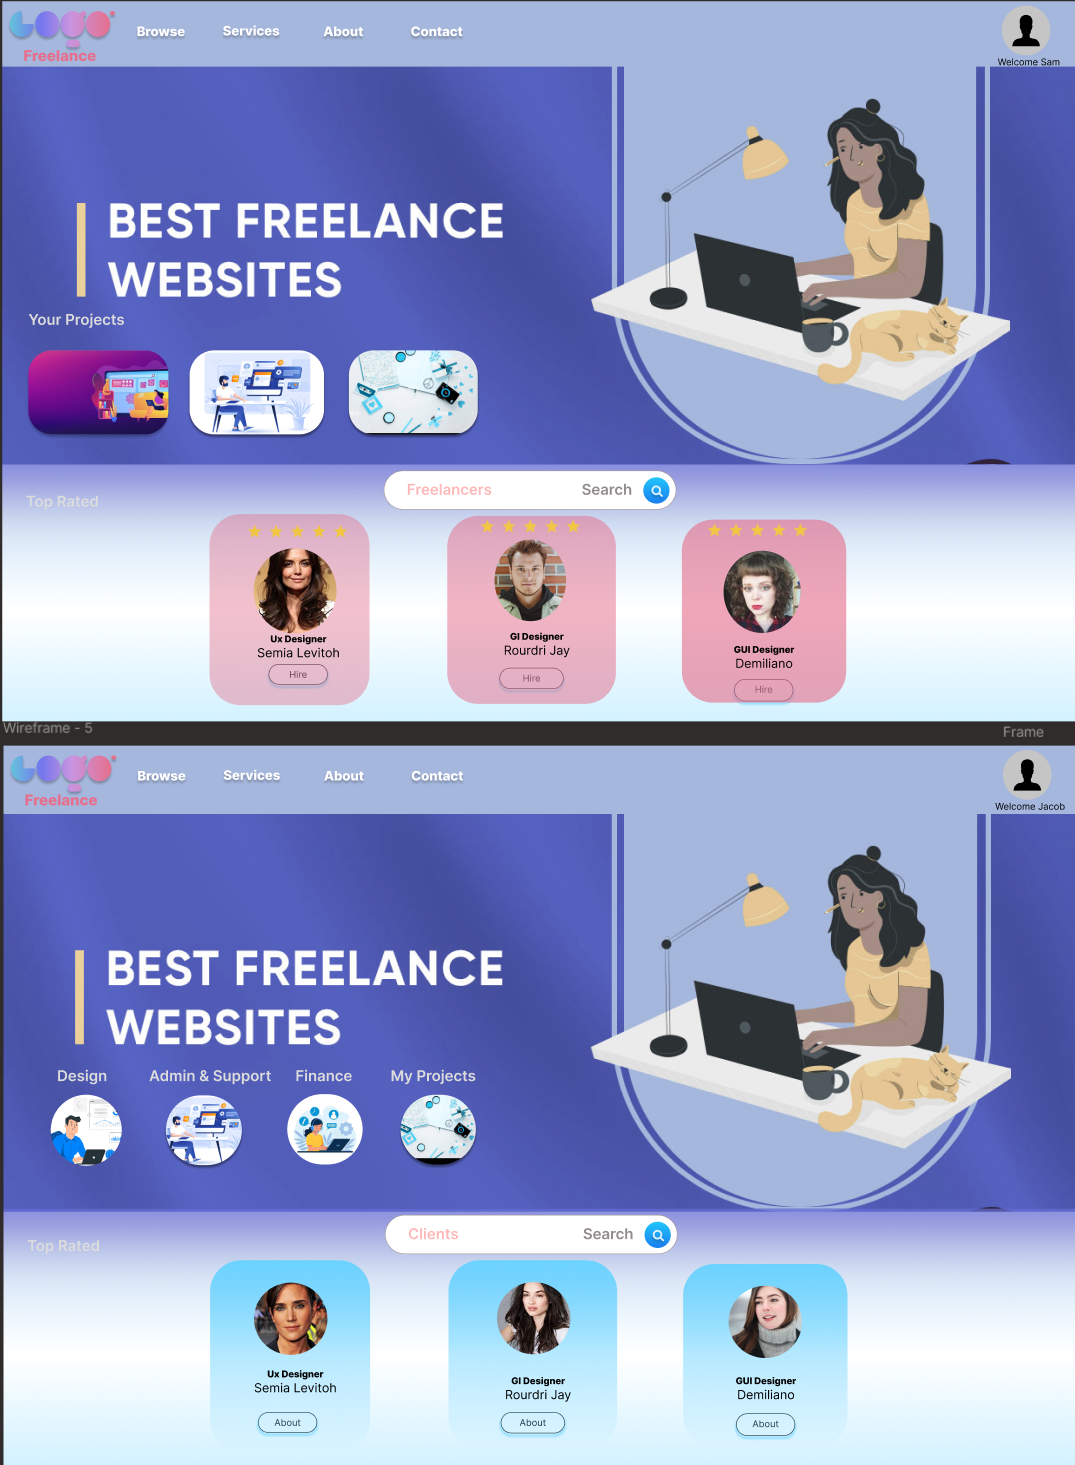 LOGO
Freelance
Browse
Services
About
Contact
Welcome Sam
BEST FREELANCE
WEBSITES
Your Projects
Top Rated
Freelancers
Search
Ux Designer
Semia Levitoh
Hire
GI Designer
Rourdri Jay
Hire
GUI Designer
Demiliano
Hire
Wireframe - 5
Frame
LOGO
Freelance
Browse
Services
About
Contact
Welcome Jacob
BEST FREELANCE
WEBSITES
Design
Admin & Support
Finance
My Projects
Top Rated
Clients
Search
Ux Designer
Semia Levitoh
About
GI Designer
Rourdri Jay
About
GUI Designer
Demiliano
About